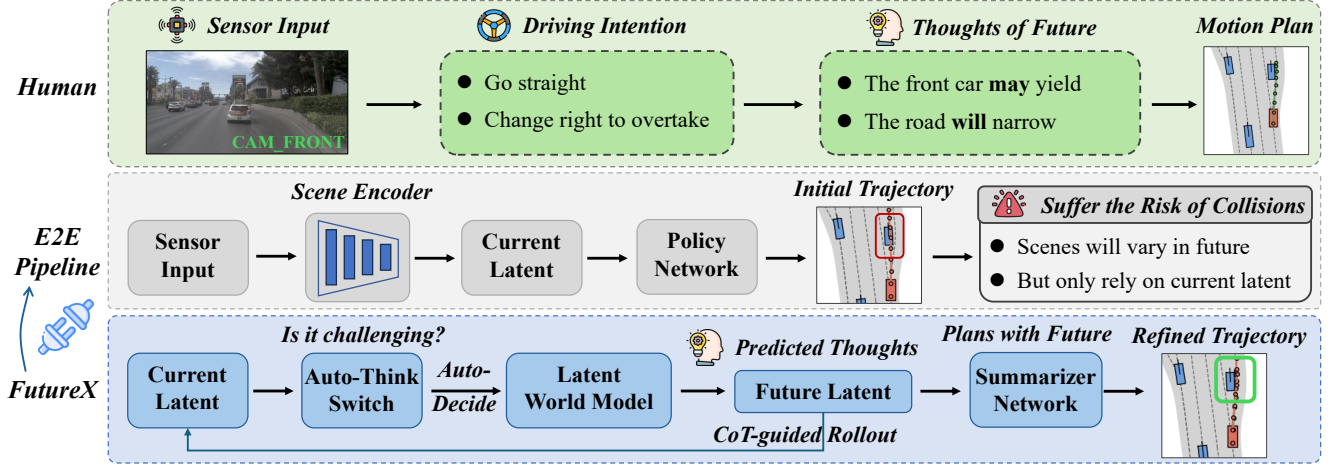 Sensor Input
Driving Intention
Thoughts of Future
Motion Plan
Human
CAM_FRONT
● Go straight
● Change right to overtake
● The front car may yield
● The road will narrow
Scene Encoder
Initial Trajectory
E2E
Pipeline
Sensor
Input
Current
Latent
Policy
Network
Suffer the Risk of Collisions
● Scenes will vary in future
● But only rely on current latent
FutureX
Is it challenging?
Predicted Thoughts
Plans with Future
Refined Trajectory
Current
Latent
Auto-Think
Switch
Auto-
Decide
Latent
World Model
Future Latent
Summarizer
Network
CoT-guided Rollout